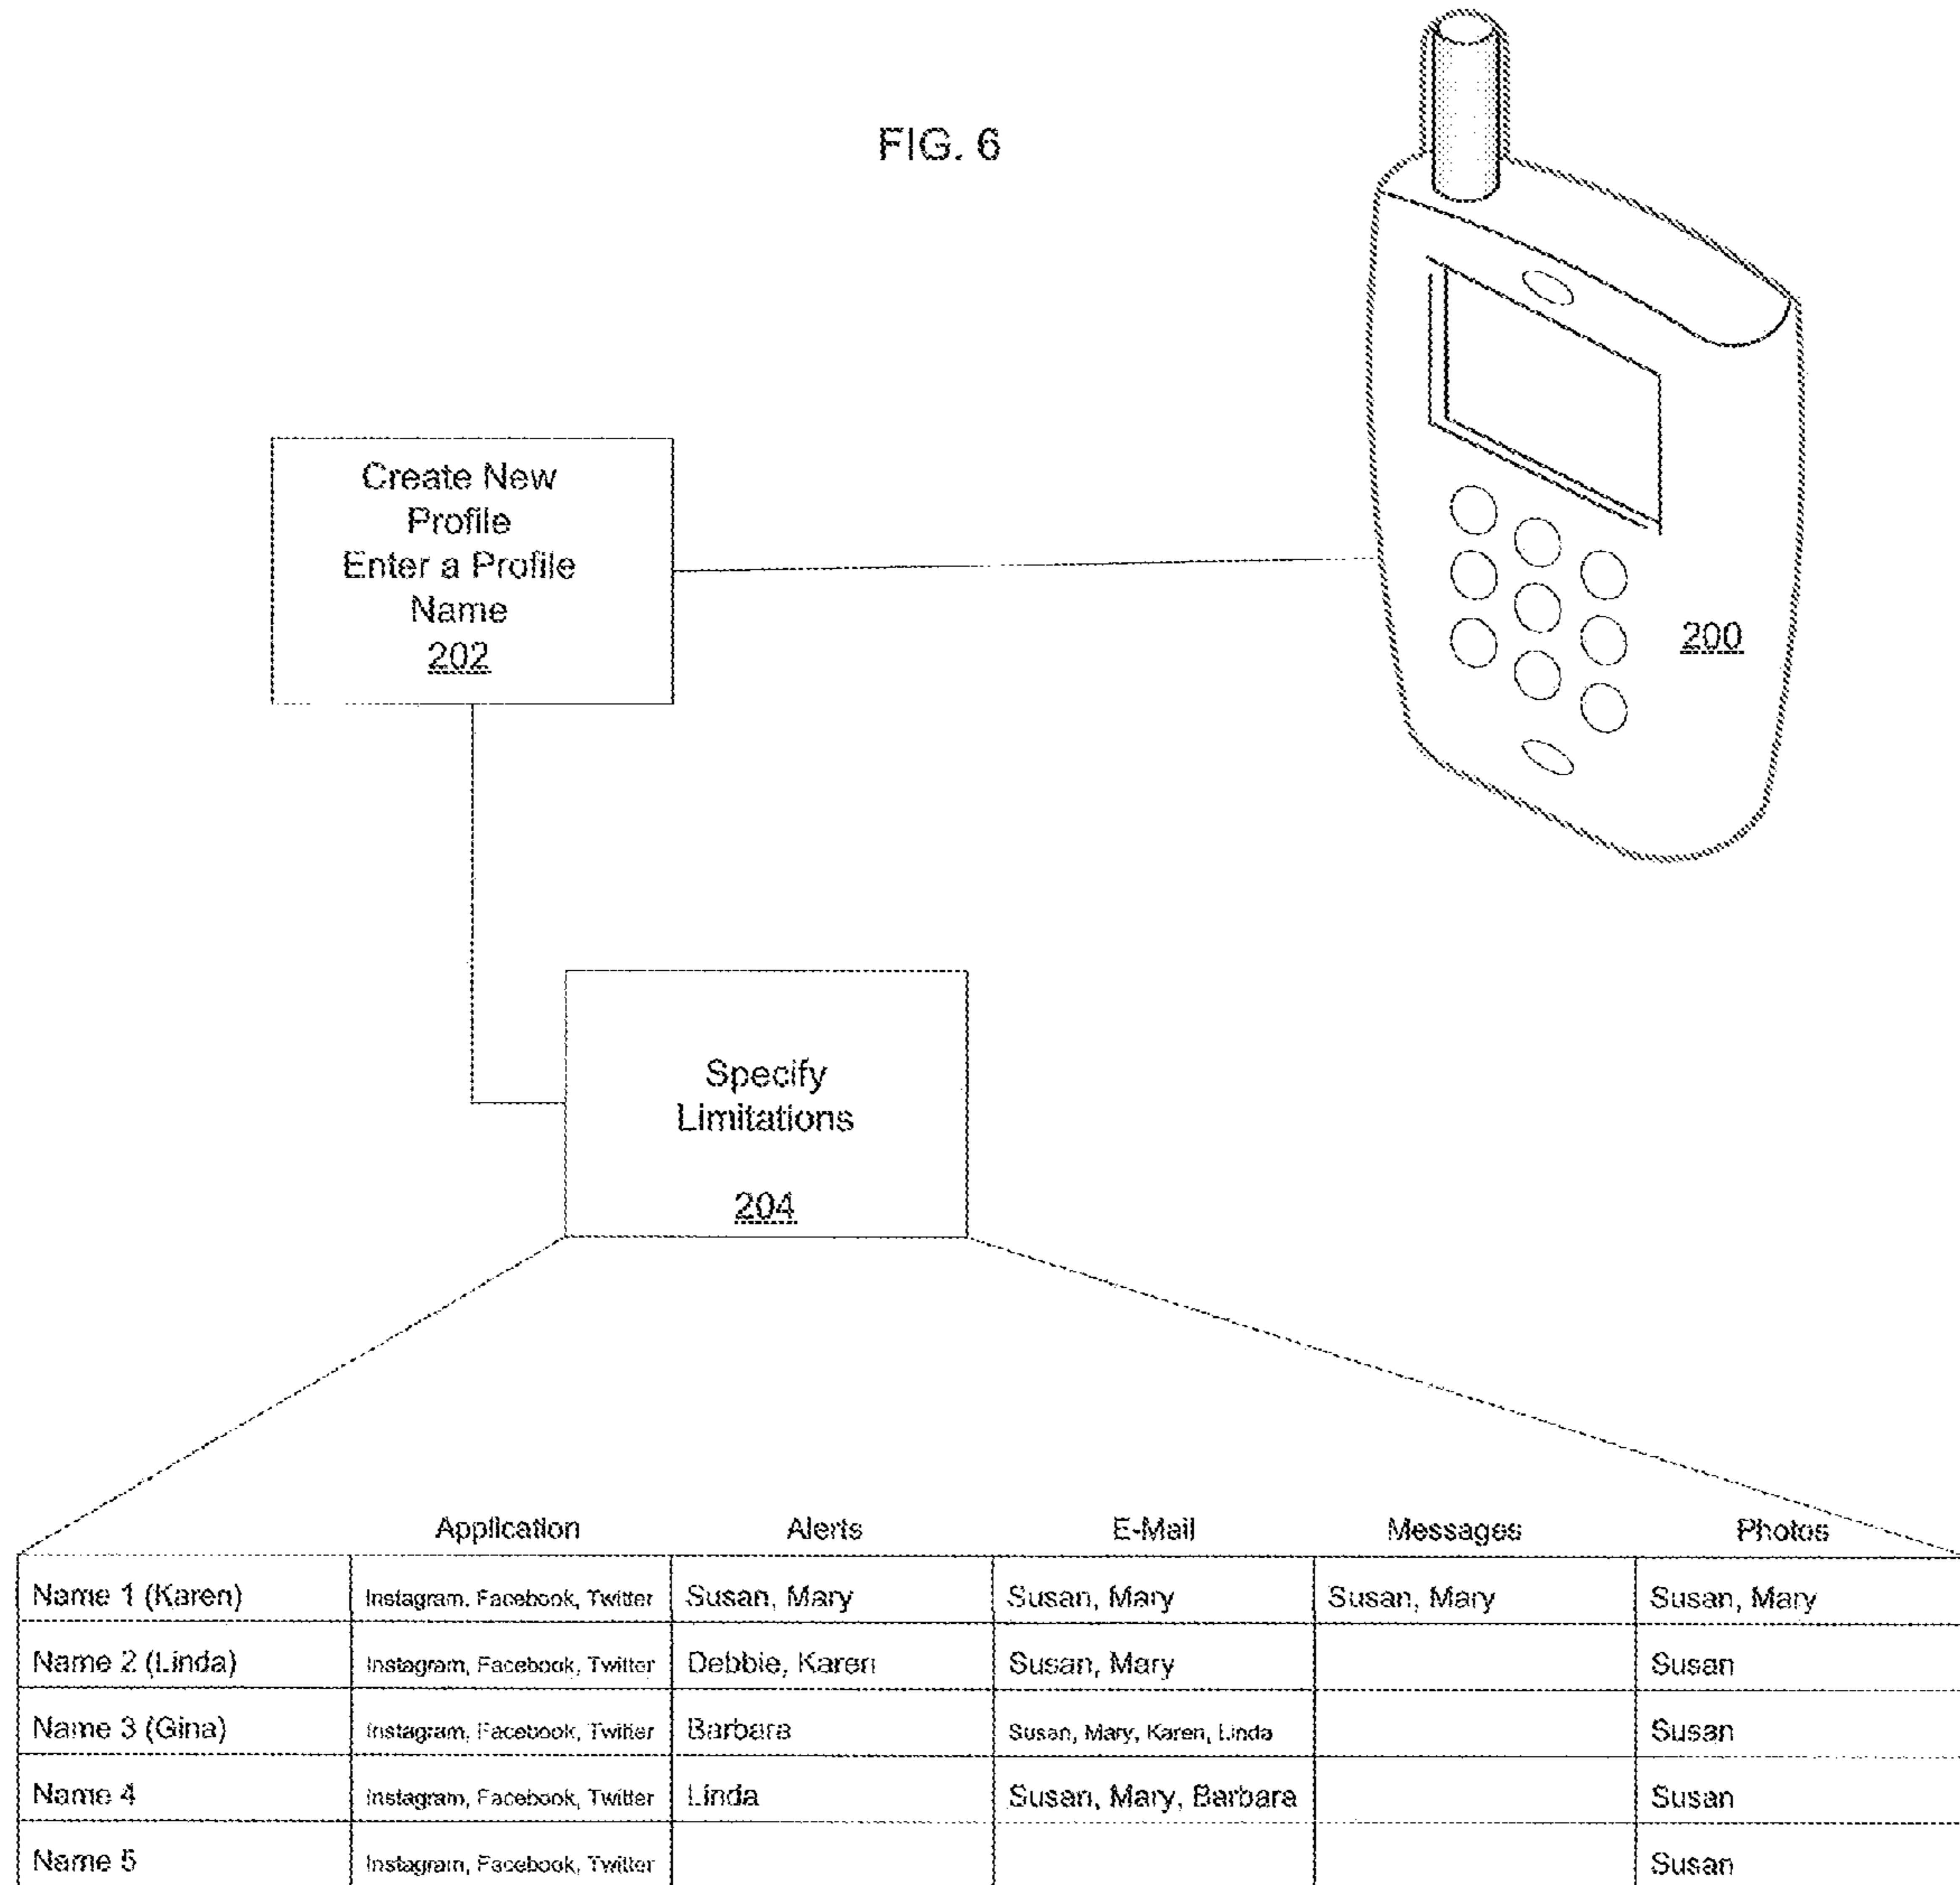 FIG. 6
Create New
Profile
Enter a Profile
Name
202
200
Specify
Limitations
204
Application Alerts E-Mail Messages Photos
Name 1 (Karen) Instagram, Facebook, Twitter Susan, Mary Susan, Mary Susan, Mary Susan, Mary
Name 2 (Linda) Instagram, Facebook, Twitter Debbie, Karen Susan, Mary Susan
Name 3 (Gina) Instagram, Facebook, Twitter Barbara Susan, Mary, Karen, Linda Susan
Name 4 Instagram, Facebook, Twitter Linda Susan, Mary, Barbara Susan
Name 5 Instagram, Facebook, Twitter Susan